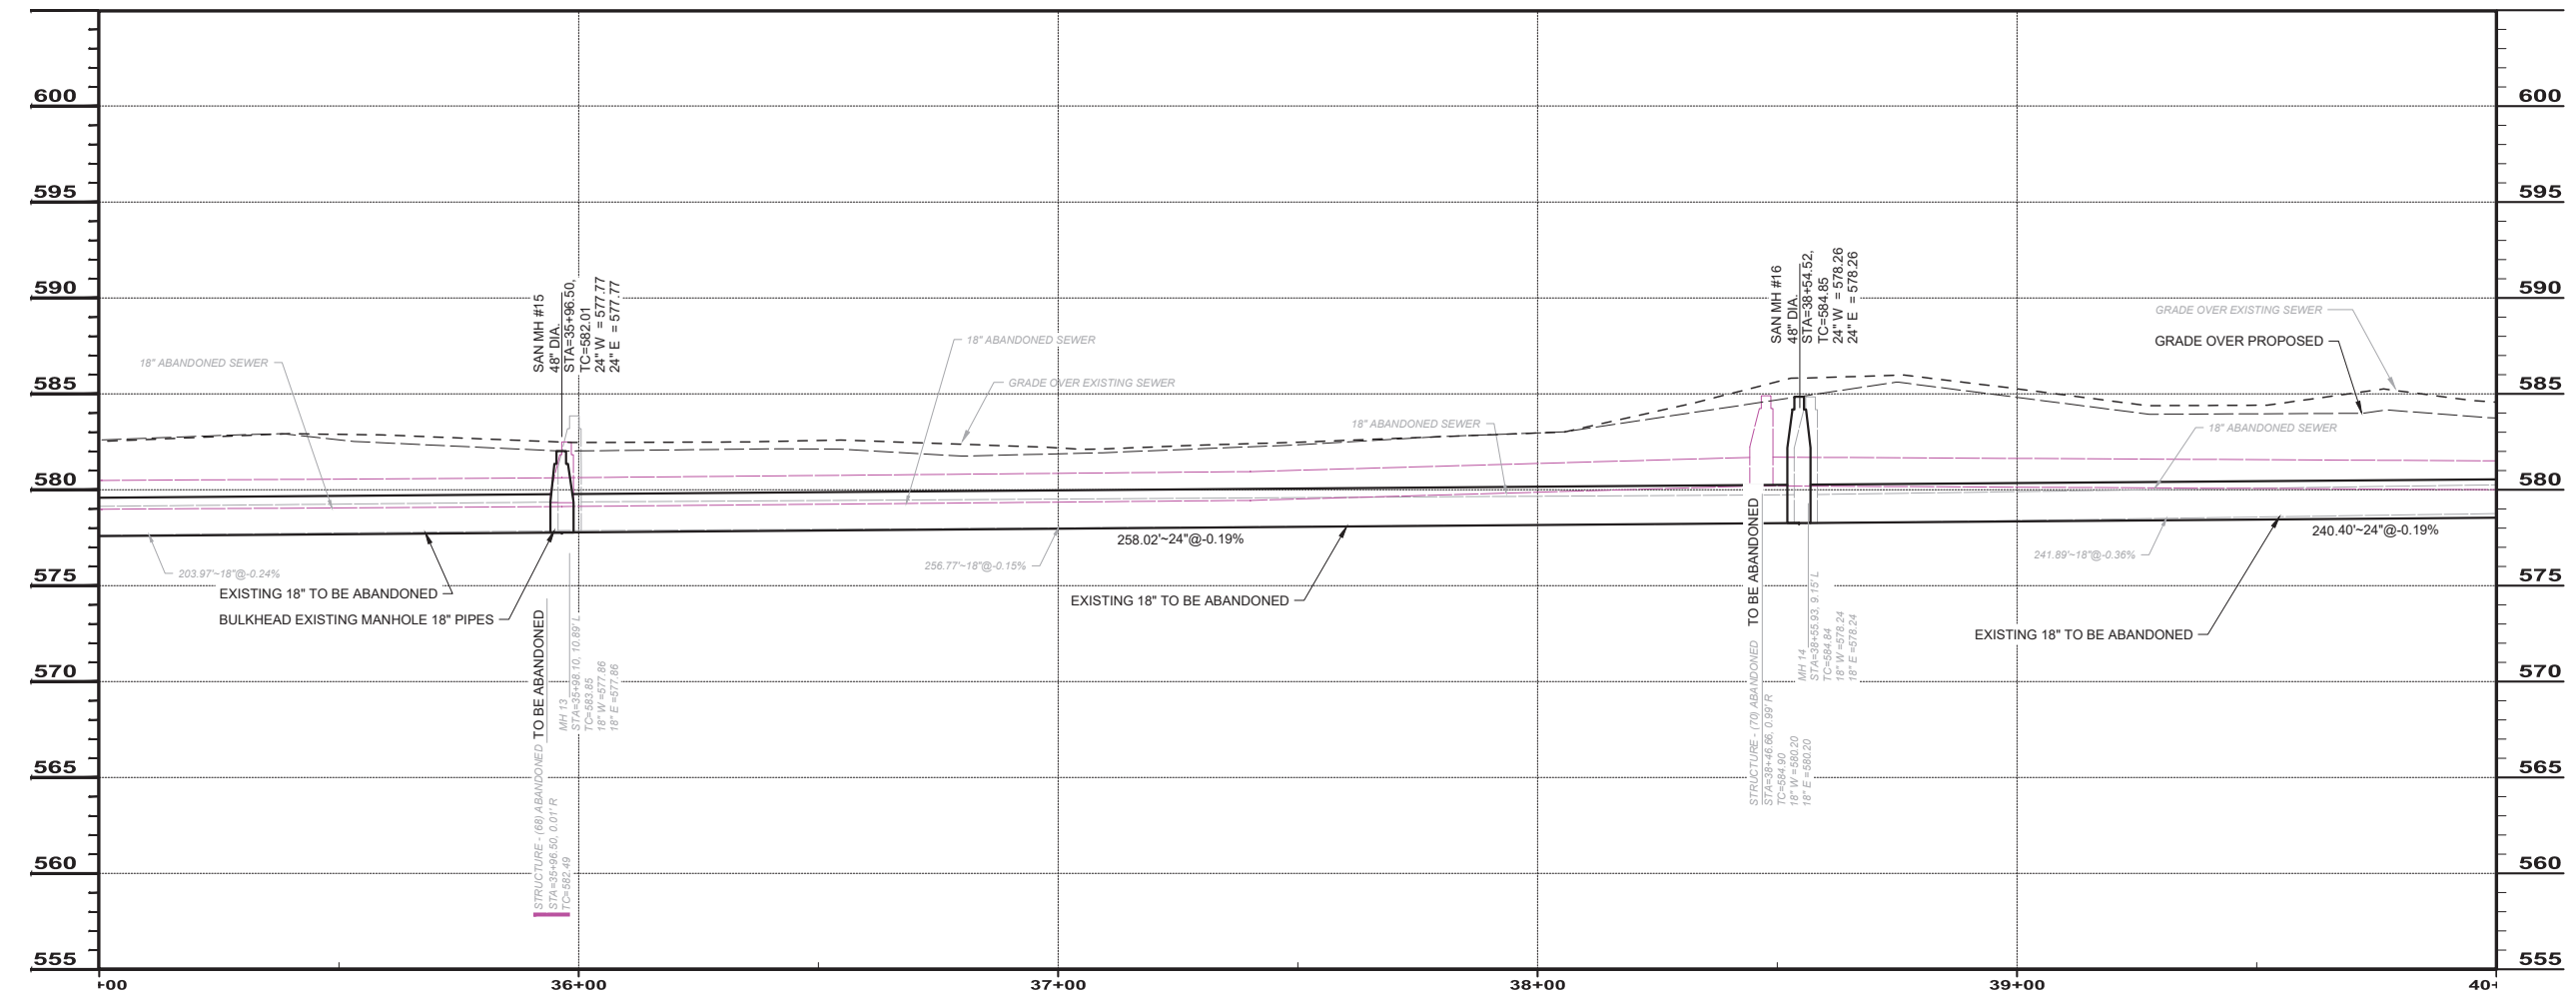 600
600
595
595
590
590
585
585
580
580
575
575
570
570
565
565
560
560
555
555
+00
36+00
37+00
38+00
39+00
40+
SAN MH #15
48" DIA.
STA=35+96.50,
TC=582.01
24" W = 577.77
24" E = 577.77
SAN MH #16
48" DIA.
STA=38+54.52,
TC=584.85
24" W = 578.26
24" E = 578.26
18" ABANDONED SEWER
18" ABANDONED SEWER
GRADE OVER EXISTING SEWER
18" ABANDONED SEWER
GRADE OVER EXISTING SEWER
GRADE OVER PROPOSED
18" ABANDONED SEWER
203.97'~18"@-0.24%
EXISTING 18" TO BE ABANDONED
BULKHEAD EXISTING MANHOLE 18" PIPES
256.77'~18"@-0.15%
258.02'~24"@-0.19%
EXISTING 18" TO BE ABANDONED
240.40'~24"@-0.19%
241.89'~18"@-0.36%
EXISTING 18" TO BE ABANDONED
STRUCTURE - (68) ABANDONED TO BE ABANDONED
STA=35+96.50, 0.01' R
TC=582.49
MH 13
STA=35+98.10, 10.89' L
TC=583.85
18" W =577.86
18" E =577.86
STRUCTURE - (70) ABANDONED TO BE ABANDONED
STA=38+46.66, 0.99' R
TC=584.90
18" W =580.20
18" E =580.20
MH 14
STA=38+55.93, 9.15' L
TC=584.84
18" W =578.24
18" E =578.24